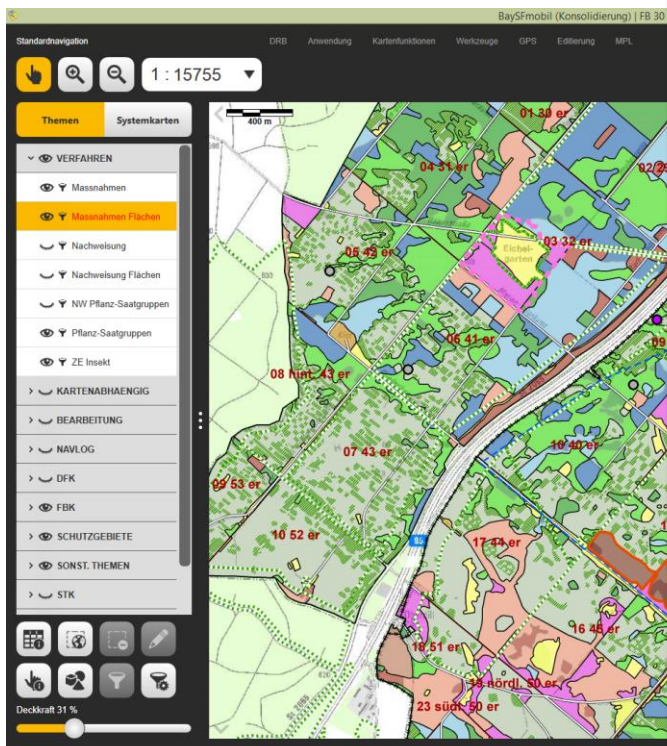 BaySFmobil (Konsolidierung) | FB 30
Standardnavigation
DRB Anwendung Kartenfunktionen Werkzeuge GPS Editierung MPL
1 : 15755
Themen Systemkarten
VERFAHREN
Massnahmen
Massnahmen Flächen
Nachweisung
Nachweisung Flächen
NW Pflanz-Saatgruppen
Pflanz-Saatgruppen
ZE Insekt
KARTENABHAENGIG
BEARBEITUNG
NAVLOG
DFK
FBK
SCHUTZGEBIETE
SONST. THEMEN
STK
Deckkraft 31 %
400 m
01 30 er
04 31 er
03 32 er
Eichel-
garten
05 42 er
06 41 er
08 hint. 43 er
07 43 er
10 40 er
09 53 er
10 52 er
17 44 er
16 45 er
18 51 er
19 nördl. 50 er
23 südl. 50 er